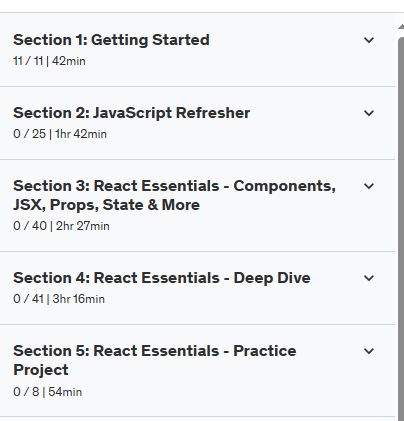 Section 1: Getting Started
11 / 11 | 42min
Section 2: JavaScript Refresher
0 / 25 | 1hr 42min
Section 3: React Essentials - Components,
JSX, Props, State & More
0 / 40 | 2hr 27min
Section 4: React Essentials - Deep Dive
0 / 41 | 3hr 16min
Section 5: React Essentials - Practice
Project
0 / 8 | 54min